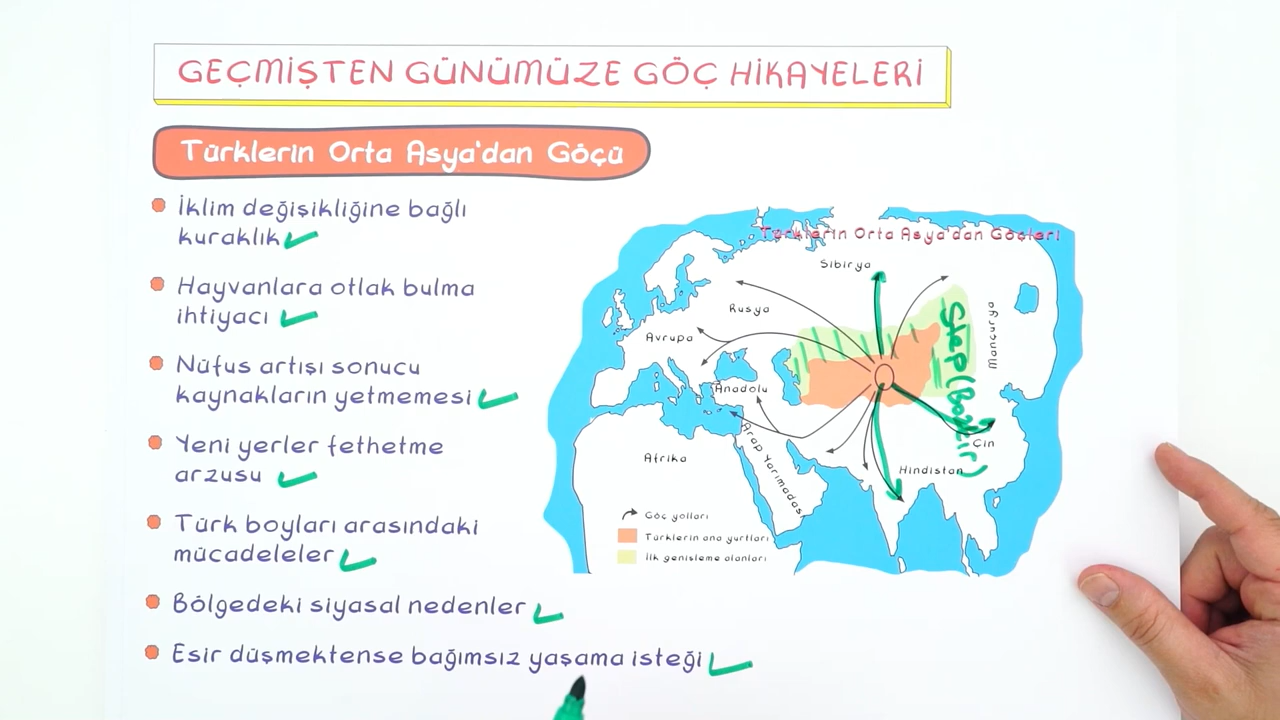 GEÇMİŞTEN GÜNÜMÜZE GÖÇ HİKAYELERİ
Türklerin Orta Asya'dan Göçü
İklim değişikliğine bağlı
kuraklık
Hayvanlara otlak bulma
ihtiyacı
Nüfus artışı sonucu
kaynakların yetmemesi
Yeni yerler fethetme
arzusu
Türk boyları arasındaki
mücadeleler
Bölgedeki siyasal nedenler
Esir düşmektense bağımsız yaşama isteği
Türklerin Orta Asya'dan Göçleri
Sibirya
Rusya
Avrupa
Anadolu
Mançurya
Step (Bozkır)
Çin
Hindistan
Arap Yarımadası
Afrika
Göç yolları
Türklerin ana yurtları
İlk genişleme alanları